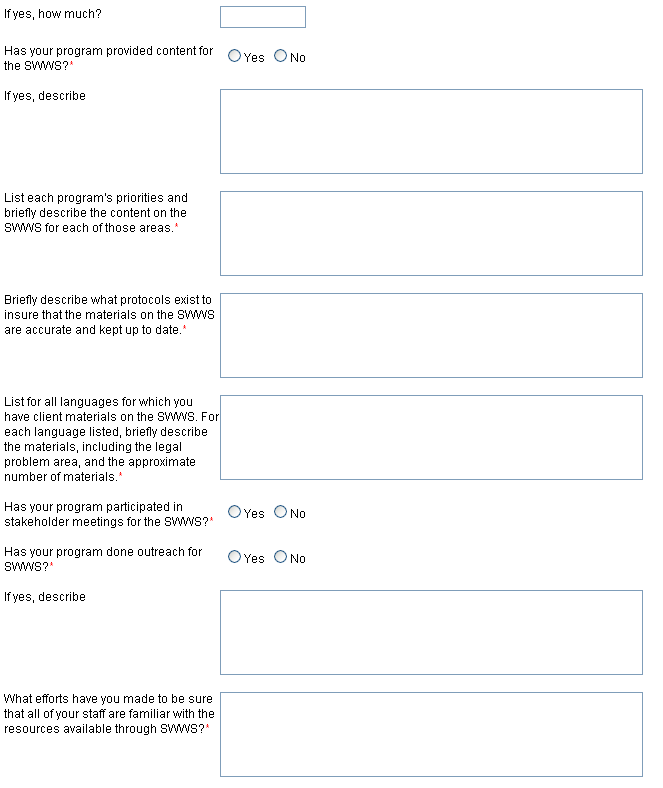 If yes, how much?
Has your program provided content for
the SWWS?*
Yes No
If yes, describe
List each program's priorities and
briefly describe the content on the
SWWS for each of those areas.*
Briefly describe what protocols exist to
insure that the materials on the SWWS
are accurate and kept up to date.*
List for all languages for which you
have client materials on the SWWS. For
each language listed, briefly describe
the materials, including the legal
problem area, and the approximate
number of materials.*
Has your program participated in
stakeholder meetings for the SWWS?*
Yes No
Has your program done outreach for
SWWS?*
Yes No
If yes, describe
What efforts have you made to be sure
that all of your staff are familiar with the
resources available through SWWS?*